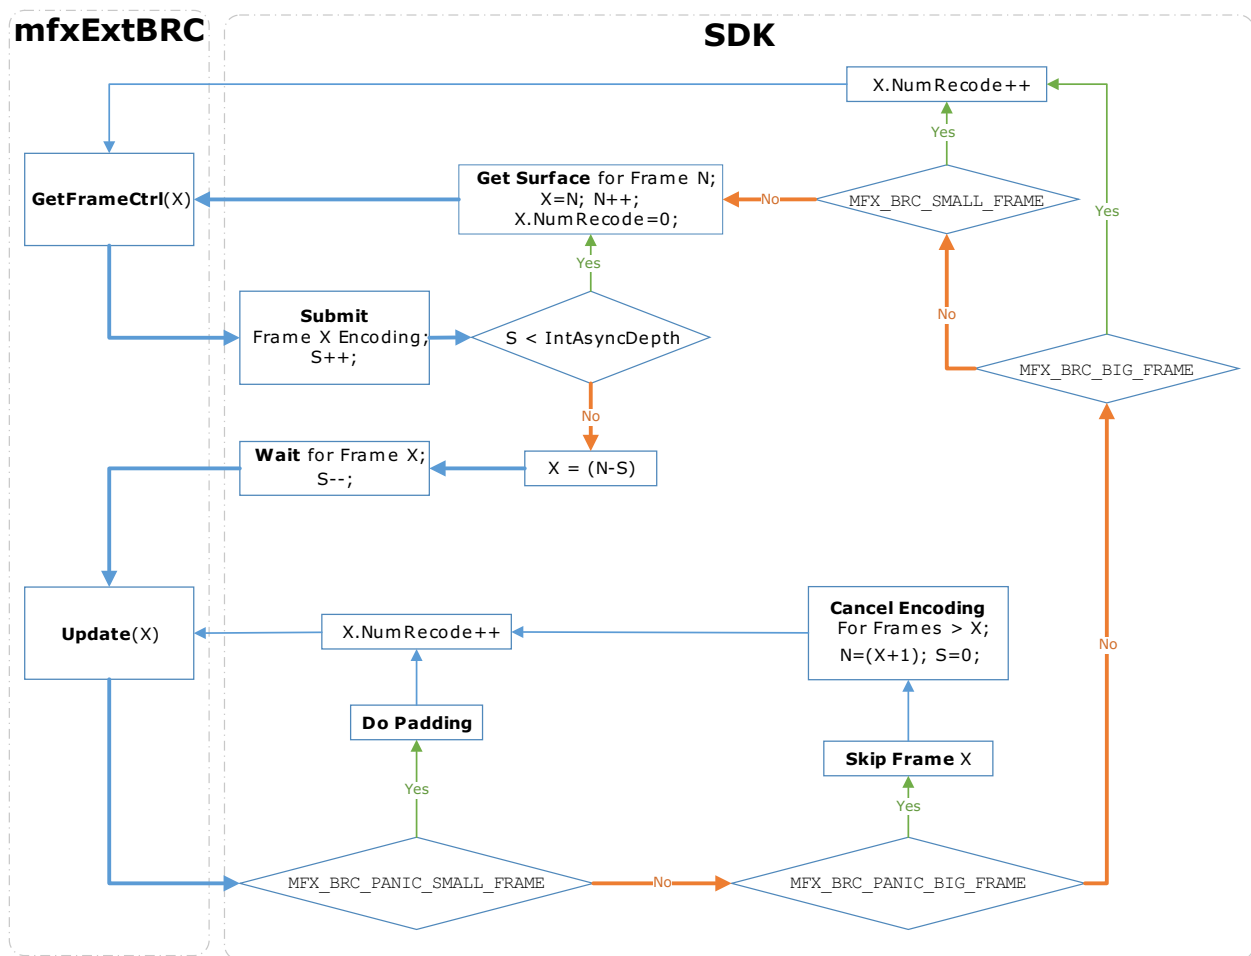 mfxExtBRC
SDK
X.NumRecode++
Yes
GetFrameCtrl(X)
Get Surface for Frame N;
X=N; N++;
X.NumRecode=0;
No
MFX_BRC_SMALL_FRAME
Yes
Yes
Submit
Frame X Encoding;
S++;
S < IntAsyncDepth
No
MFX_BRC_BIG_FRAME
No
Wait for Frame X;
S--;
X = (N-S)
Update(X)
X.NumRecode++
Cancel Encoding
For Frames > X;
N=(X+1); S=0;
No
Do Padding
Skip Frame X
Yes
Yes
MFX_BRC_PANIC_SMALL_FRAME
No
MFX_BRC_PANIC_BIG_FRAME